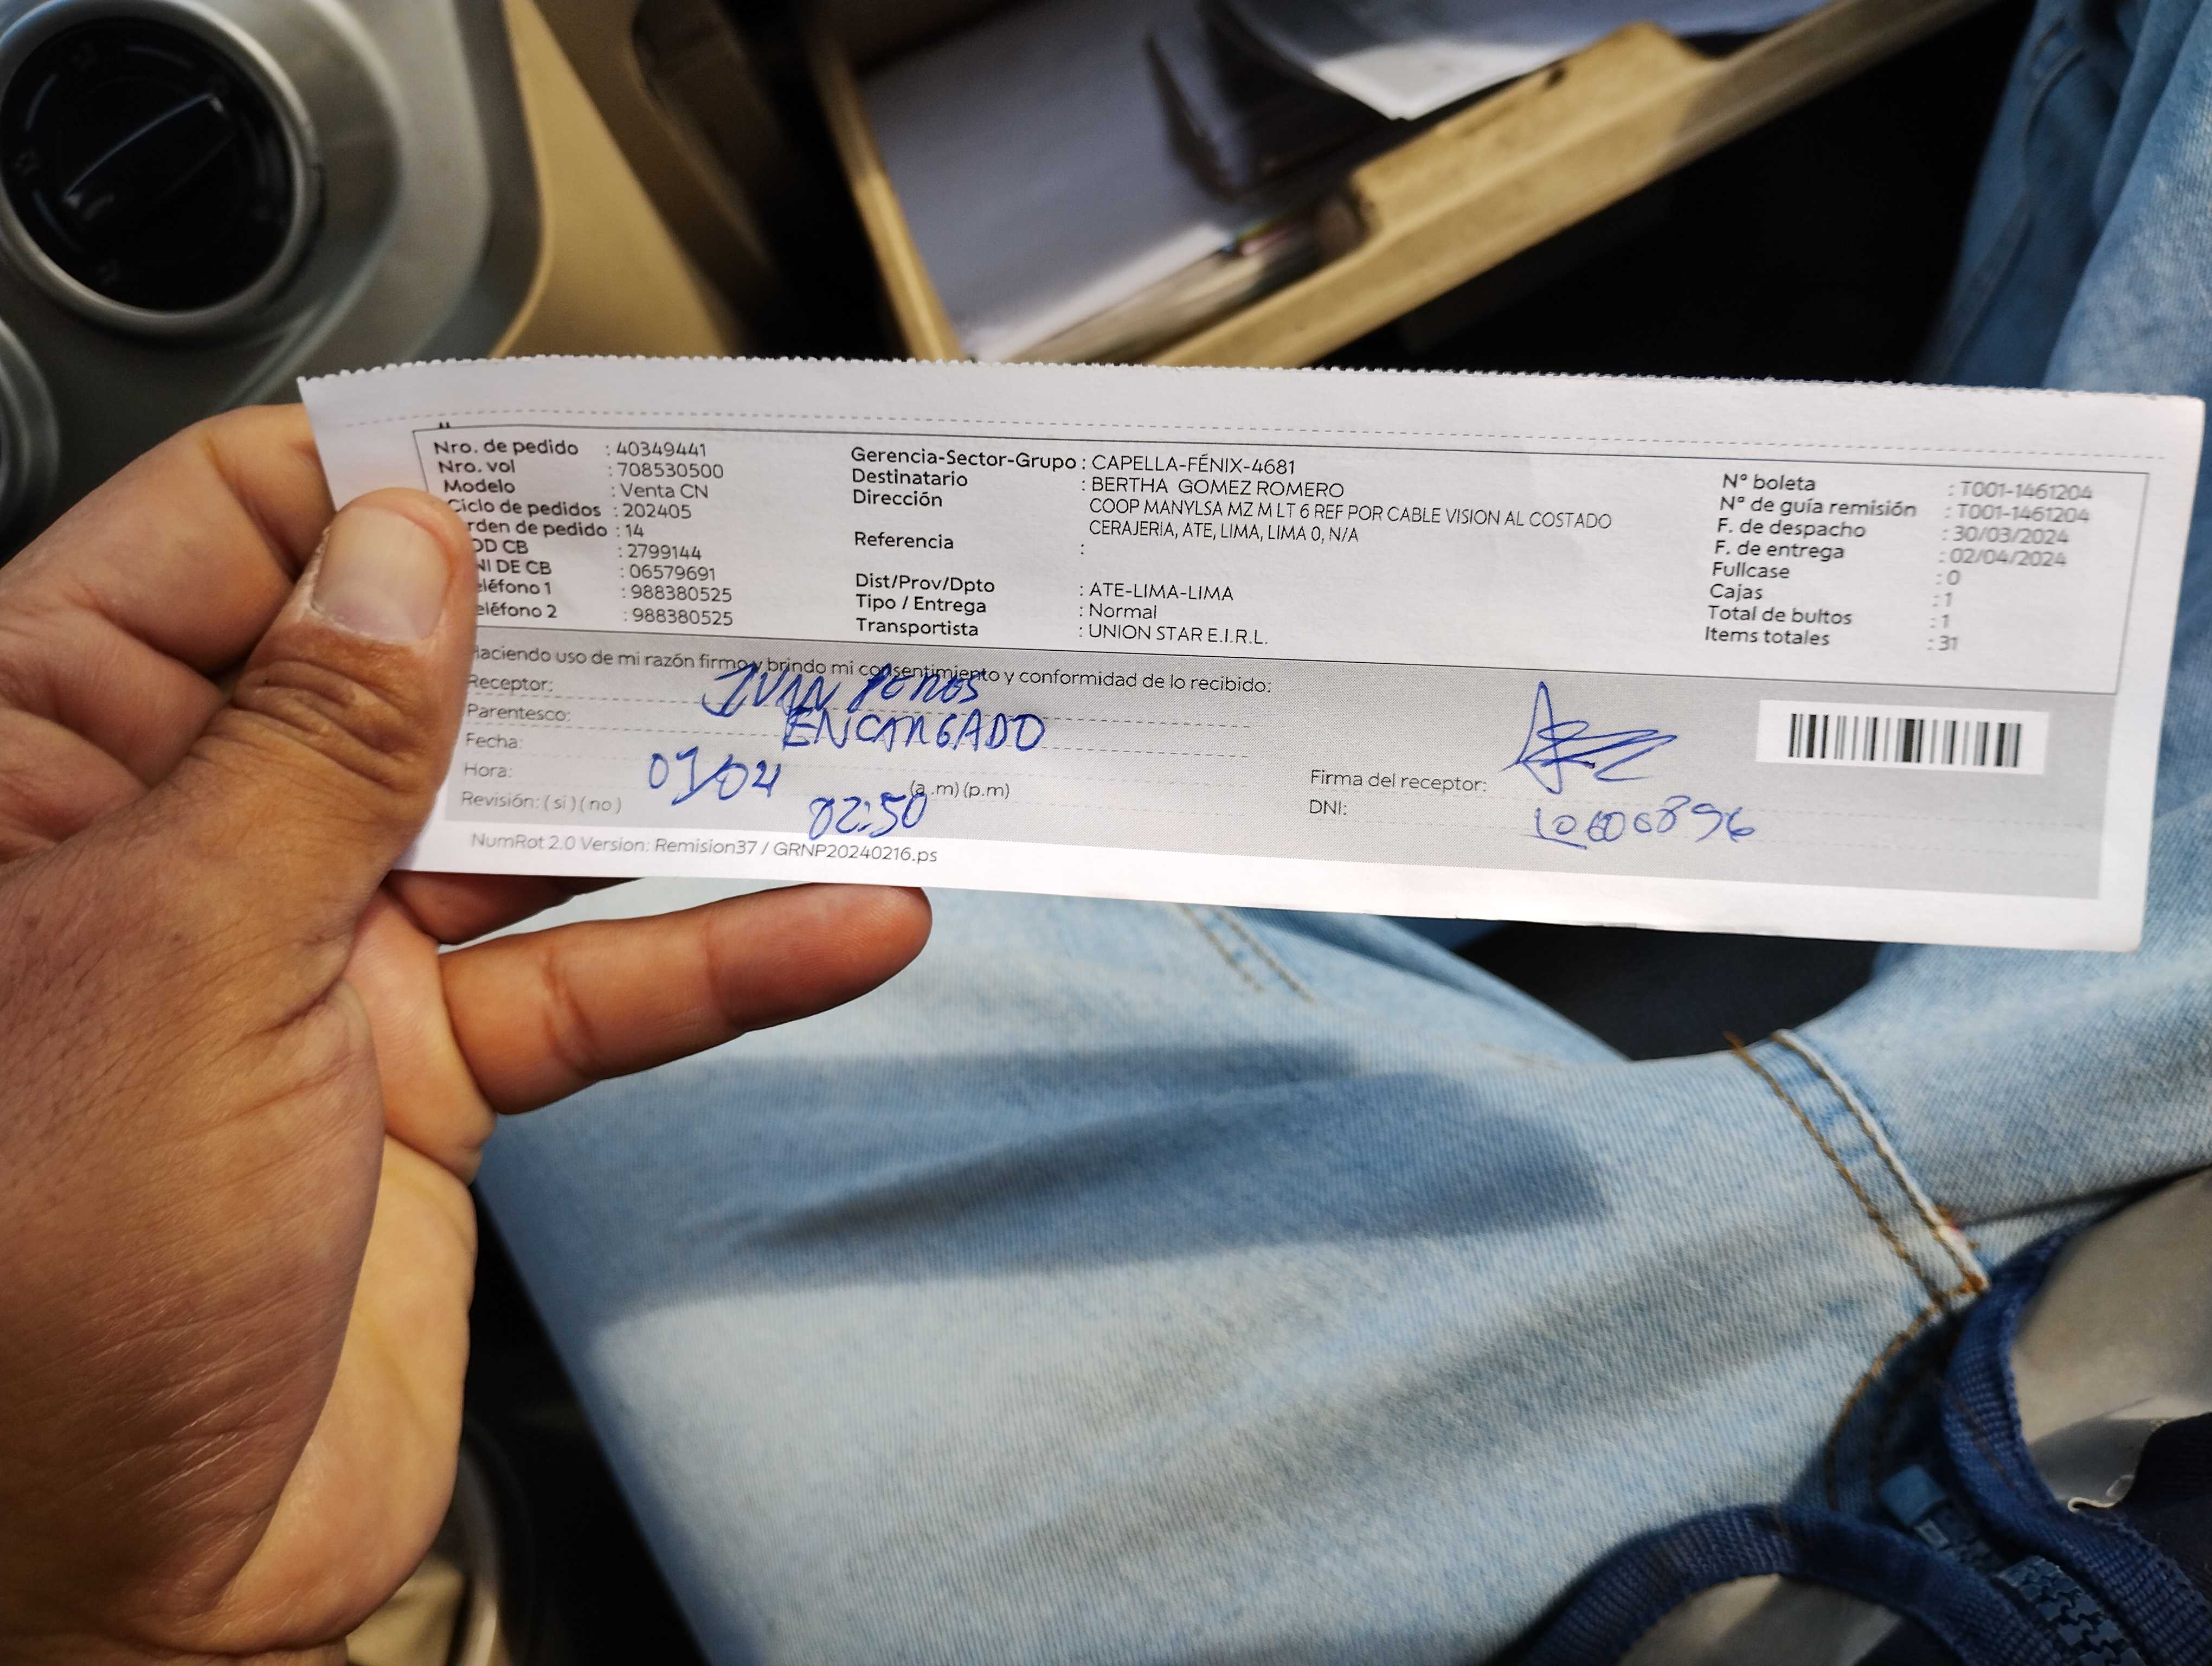 Nro. de pedido : 40349441
Nro. vol : 708530500
Modelo : Venta CN
Ciclo de pedidos : 202405
rden de pedido : 14
OD CB : 2799144
NI DE CB : 06579691
eléfono 1 : 988380525
eléfono 2 : 988380525
Gerencia-Sector-Grupo : CAPELLA-FÉNIX-4681
Destinatario : BERTHA GOMEZ ROMERO
Dirección COOP MANYLSA MZ M LT 6 REF POR CABLE VISION AL COSTADO
CERAJERIA, ATE, LIMA, LIMA 0, N/A
Referencia :
Dist/Prov/Dpto : ATE-LIMA-LIMA
Tipo / Entrega : Normal
Transportista : UNION STAR E.I.R.L.
N° boleta : T001-1461204
N° de guía remisión : T001-1461204
F. de despacho : 30/03/2024
F. de entrega : 02/04/2024
Fullcase : 0
Cajas : 1
Total de bultos : 1
Items totales : 31
Haciendo uso de mi razón firmo y brindo mi consentimiento y conformidad de lo recibido:
Receptor: IVAN
Parentesco: ENCARGADO
Fecha:
Hora: 02:50 (a.m) (p.m)
Revisión: ( si ) ( no )
Firma del receptor:
DNI:
NumRot 2.0 Version: Remision37 / GRNP20240216.ps